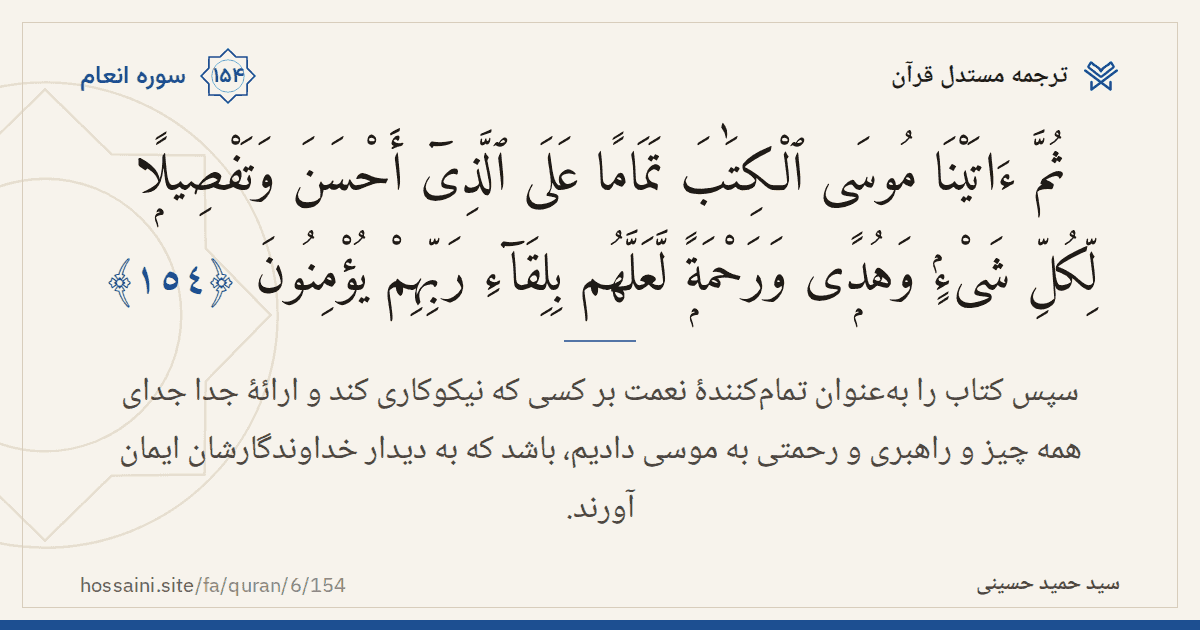 ترجمه مستدل قرآن
۱۵۴ سوره انعام
ثُمَّ ءَاتَيْنَا مُوسَى ٱلْكِتَٰبَ تَمَامًا عَلَى ٱلَّذِىٓ أَحْسَنَ وَتَفْصِيلًۭا
لِّكُلِّ شَىْءٍۢ وَهُدًۭى وَرَحْمَةًۭ لَّعَلَّهُم بِلِقَآءِ رَبِّهِمْ يُؤْمِنُونَ ﴿١٥٤﴾
سپس کتاب را به‌عنوان تمام‌کنندهٔ نعمت بر کسی که نیکوکاری کند و ارائهٔ جدا جدای
همه چیز و راهبری و رحمتی به موسی دادیم، باشد که به دیدار خداوندگارشان ایمان
آورند.
سید حمید حسینی
hossaini.site/fa/quran/6/154